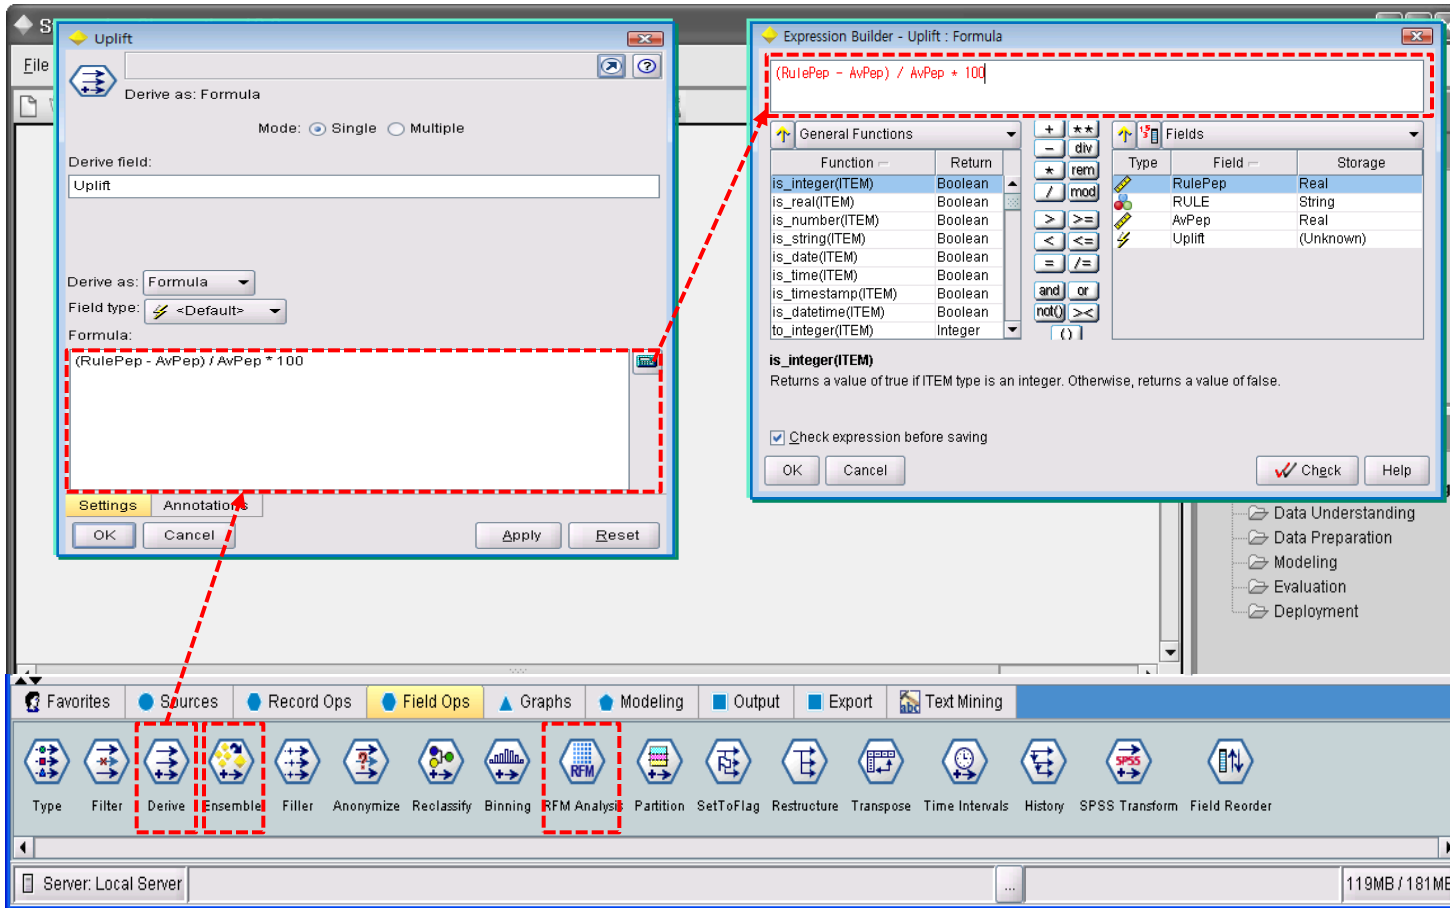 St
File
Uplift
Derive as: Formula
Mode: Single Multiple
Derive field:
Uplift
Derive as: Formula
Field type: <Default>
Formula:
(RulePep - AvPep) / AvPep * 100
Settings Annotations
OK Cancel Apply Reset
Expression Builder - Uplift : Formula
(RulePep - AvPep) / AvPep * 100
General Functions
Function Return
is_integer(ITEM) Boolean
is_real(ITEM) Boolean
is_number(ITEM) Boolean
is_string(ITEM) Boolean
is_date(ITEM) Boolean
is_time(ITEM) Boolean
is_timestamp(ITEM) Boolean
is_datetime(ITEM) Boolean
to_integer(ITEM) Integer
+ **
- div
* rem
/ mod
> >=
< <=
= /=
and or
not() ><
()
Fields
Type Field Storage
RulePep Real
RULE String
AvPep Real
Uplift (Unknown)
is_integer(ITEM)
Returns a value of true if ITEM type is an integer. Otherwise, returns a value of false.
Check expression before saving
OK Cancel Check Help
Data Understanding
Data Preparation
Modeling
Evaluation
Deployment
Favorites Sources Record Ops Field Ops Graphs Modeling Output Export abc Text Mining
RFM SPSS
Type Filter Derive Ensemble Filler Anonymize Reclassify Binning RFM Analysis Partition SetToFlag Restructure Transpose Time Intervals History SPSS Transform Field Reorder
Server: Local Server ... 119MB / 181MB